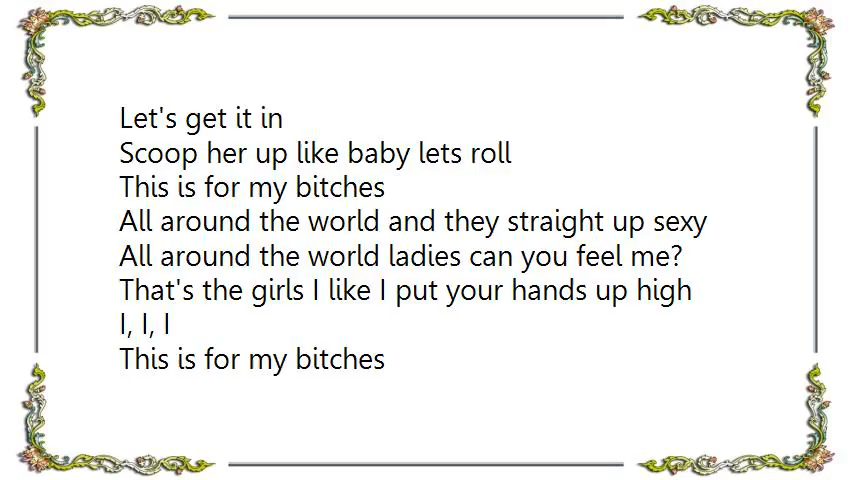 Let's get it in
Scoop her up like baby lets roll
This is for my bitches
All around the world and they straight up sexy
All around the world ladies can you feel me?
That's the girls I like I put your hands up high
I, I, I
This is for my bitches